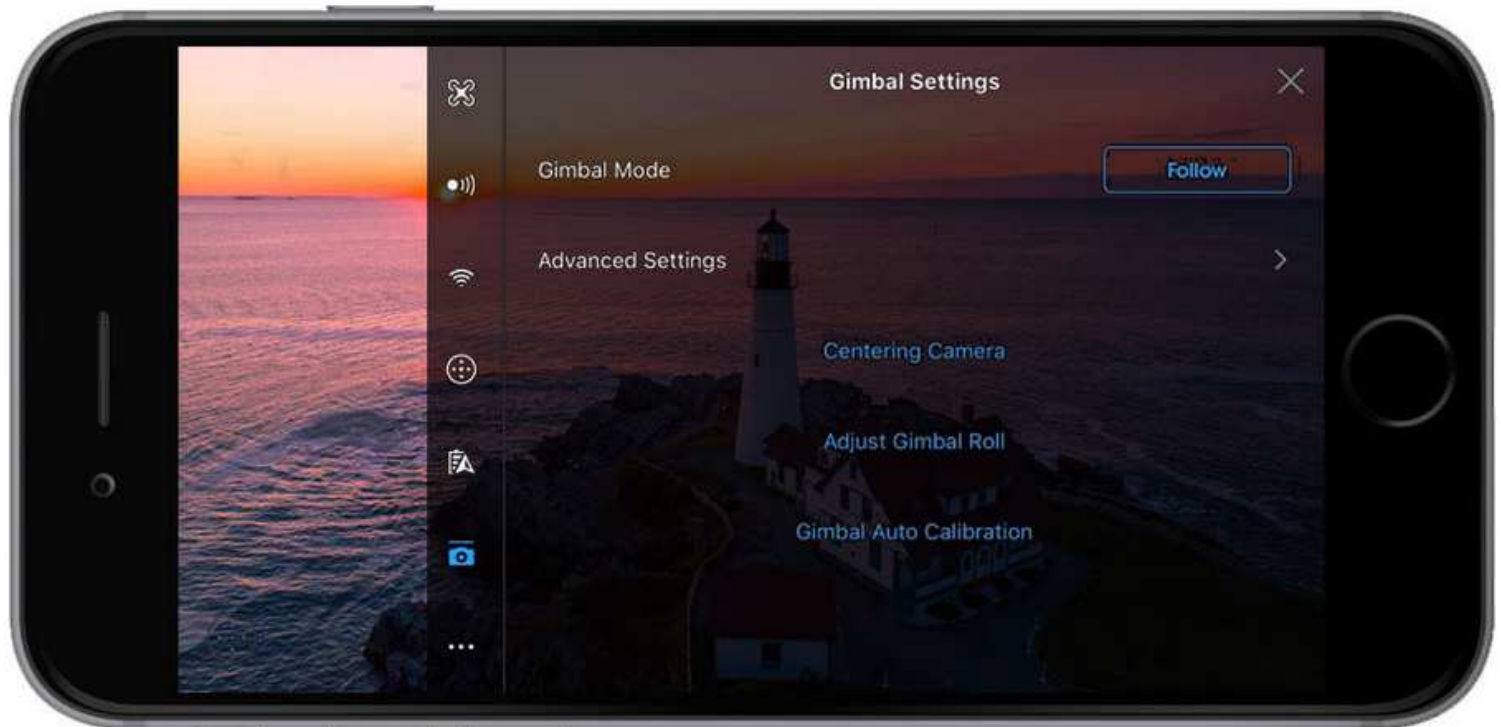 Gimbal Settings
Gimbal Mode
Follow
Advanced Settings
Centering Camera
Adjust Gimbal Roll
Gimbal Auto Calibration